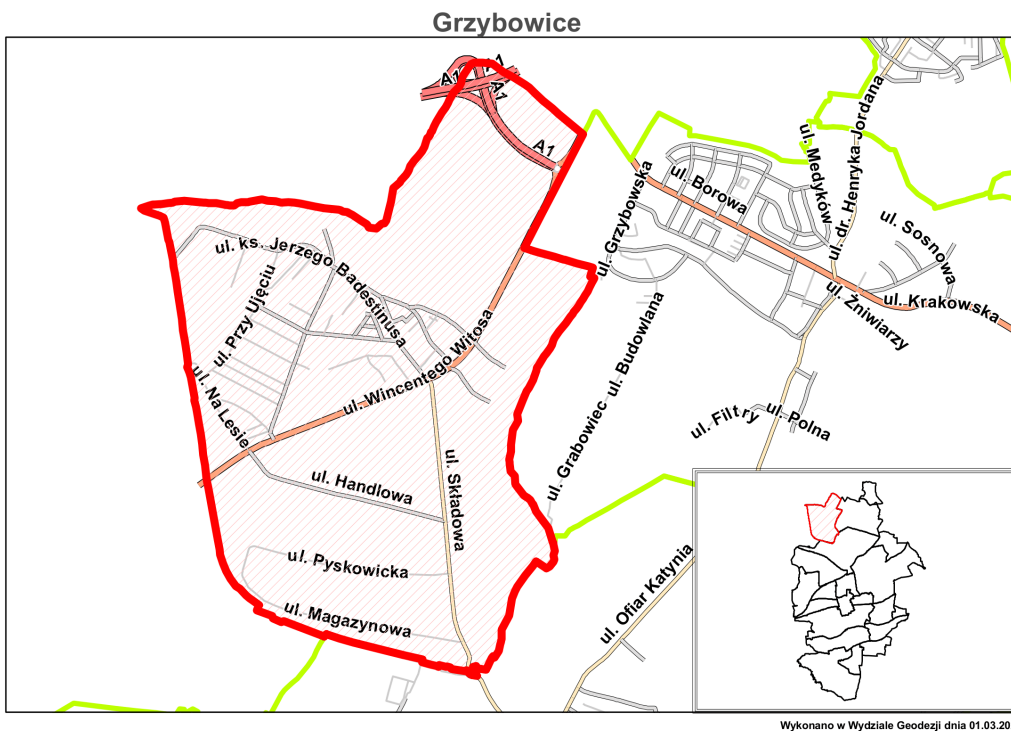 Grzybowice
A1
A1
A1
A1
ul. dr. Henryka Jordana
ul. Medyków
ul. Borowa
ul. Grzybowska
ul. Sosnowa
ul. ks. Jerzego Badestinusa
ul. Przy Ujęciu
ul. Krakowska
ul. Żniwiarzy
ul. Wincentego Witosa
ul. Budowlana
ul. Na Lesie
ul. Filtry
ul. Polna
ul. Grabowiec
ul. Handlowa
ul. Składowa
ul. Pyskowicka
ul. Ofiar Katynia
ul. Magazynowa
Wykonano w Wydziale Geodezji dnia 01.03.20